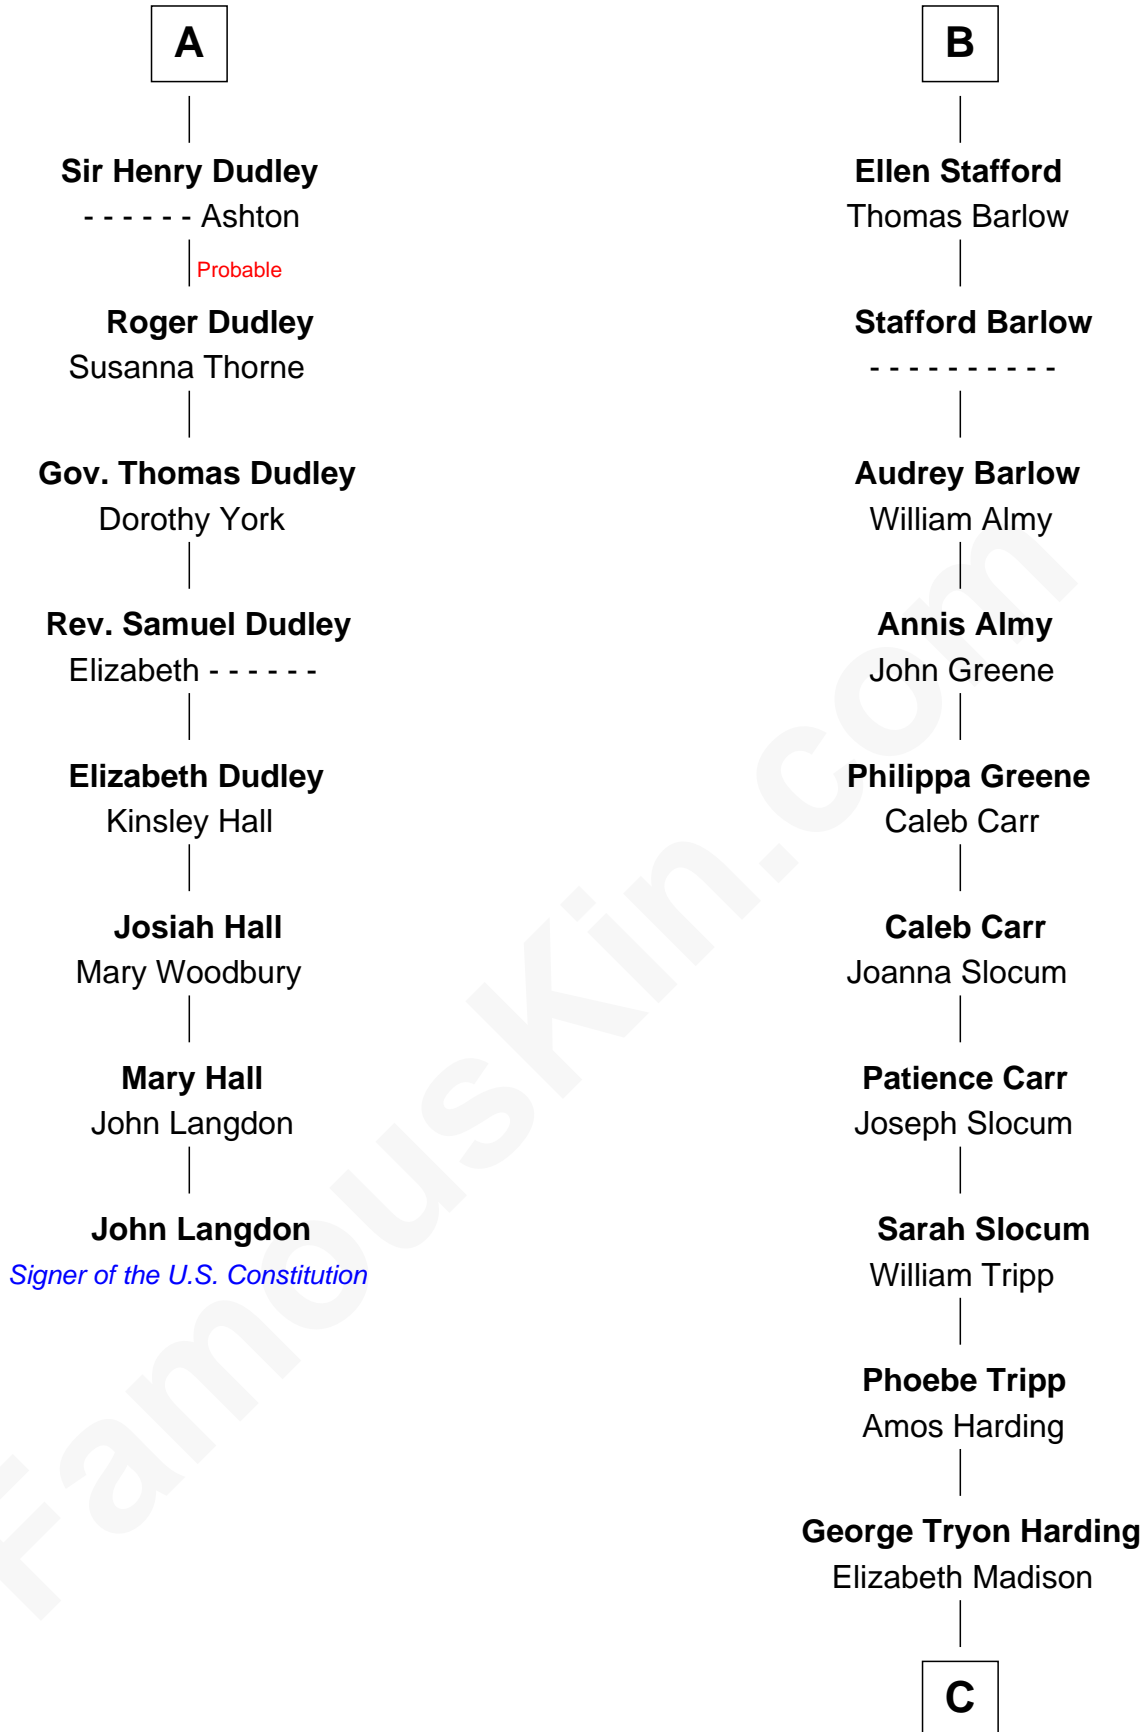 A
Sir Henry Dudley
- - - - - - Ashton
Probable
Roger Dudley
Susanna Thorne
Gov. Thomas Dudley
Dorothy York
Rev. Samuel Dudley
Elizabeth - - - - - -
Elizabeth Dudley
Kinsley Hall
Josiah Hall
Mary Woodbury
Mary Hall
John Langdon
John Langdon
Signer of the U.S. Constitution
B
Ellen Stafford
Thomas Barlow
Stafford Barlow
- - - - - - - - - -
Audrey Barlow
William Almy
Annis Almy
John Greene
Philippa Greene
Caleb Carr
Caleb Carr
Joanna Slocum
Patience Carr
Joseph Slocum
Sarah Slocum
William Tripp
Phoebe Tripp
Amos Harding
George Tryon Harding
Elizabeth Madison
C
FamousKin.com